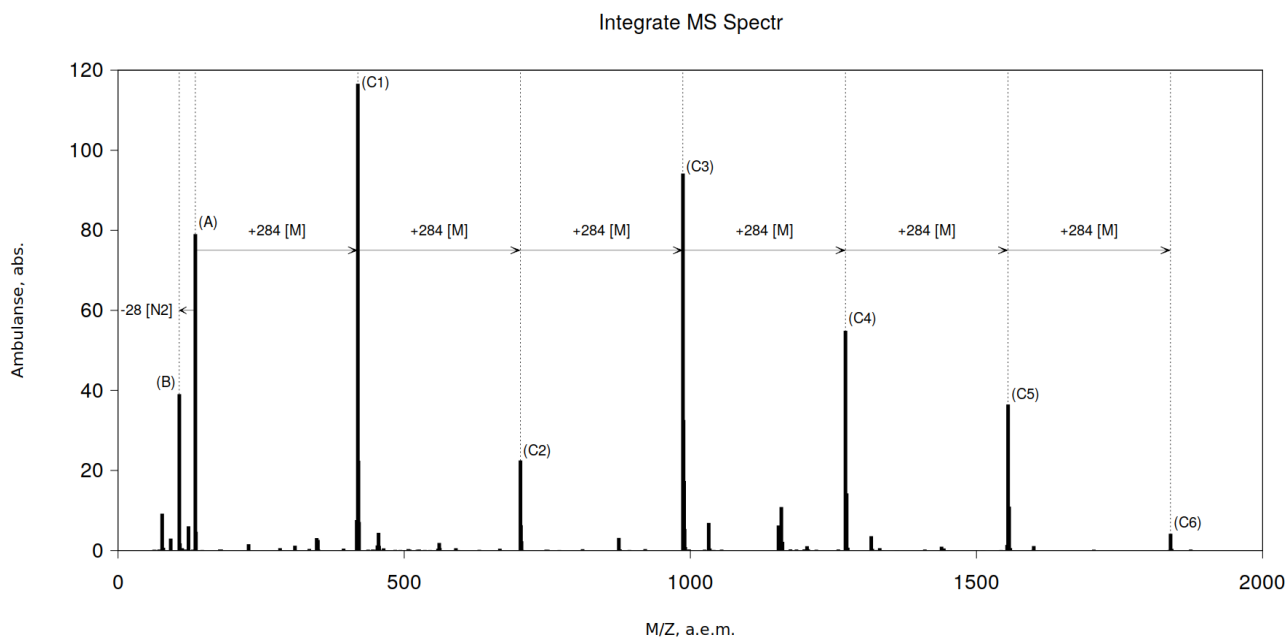 Integrate MS Spectr
120
(C1)
100
(C3)
80
(A)
+284 [M] +284 [M] +284 [M] +284 [M] +284 [M] +284 [M]
Ambulanse, abs.
60
-28 [N2]
(C4)
40
(B)
(C5)
(C2)
20
(C6)
0
0 500 1000 1500 2000
M/Z, a.e.m.